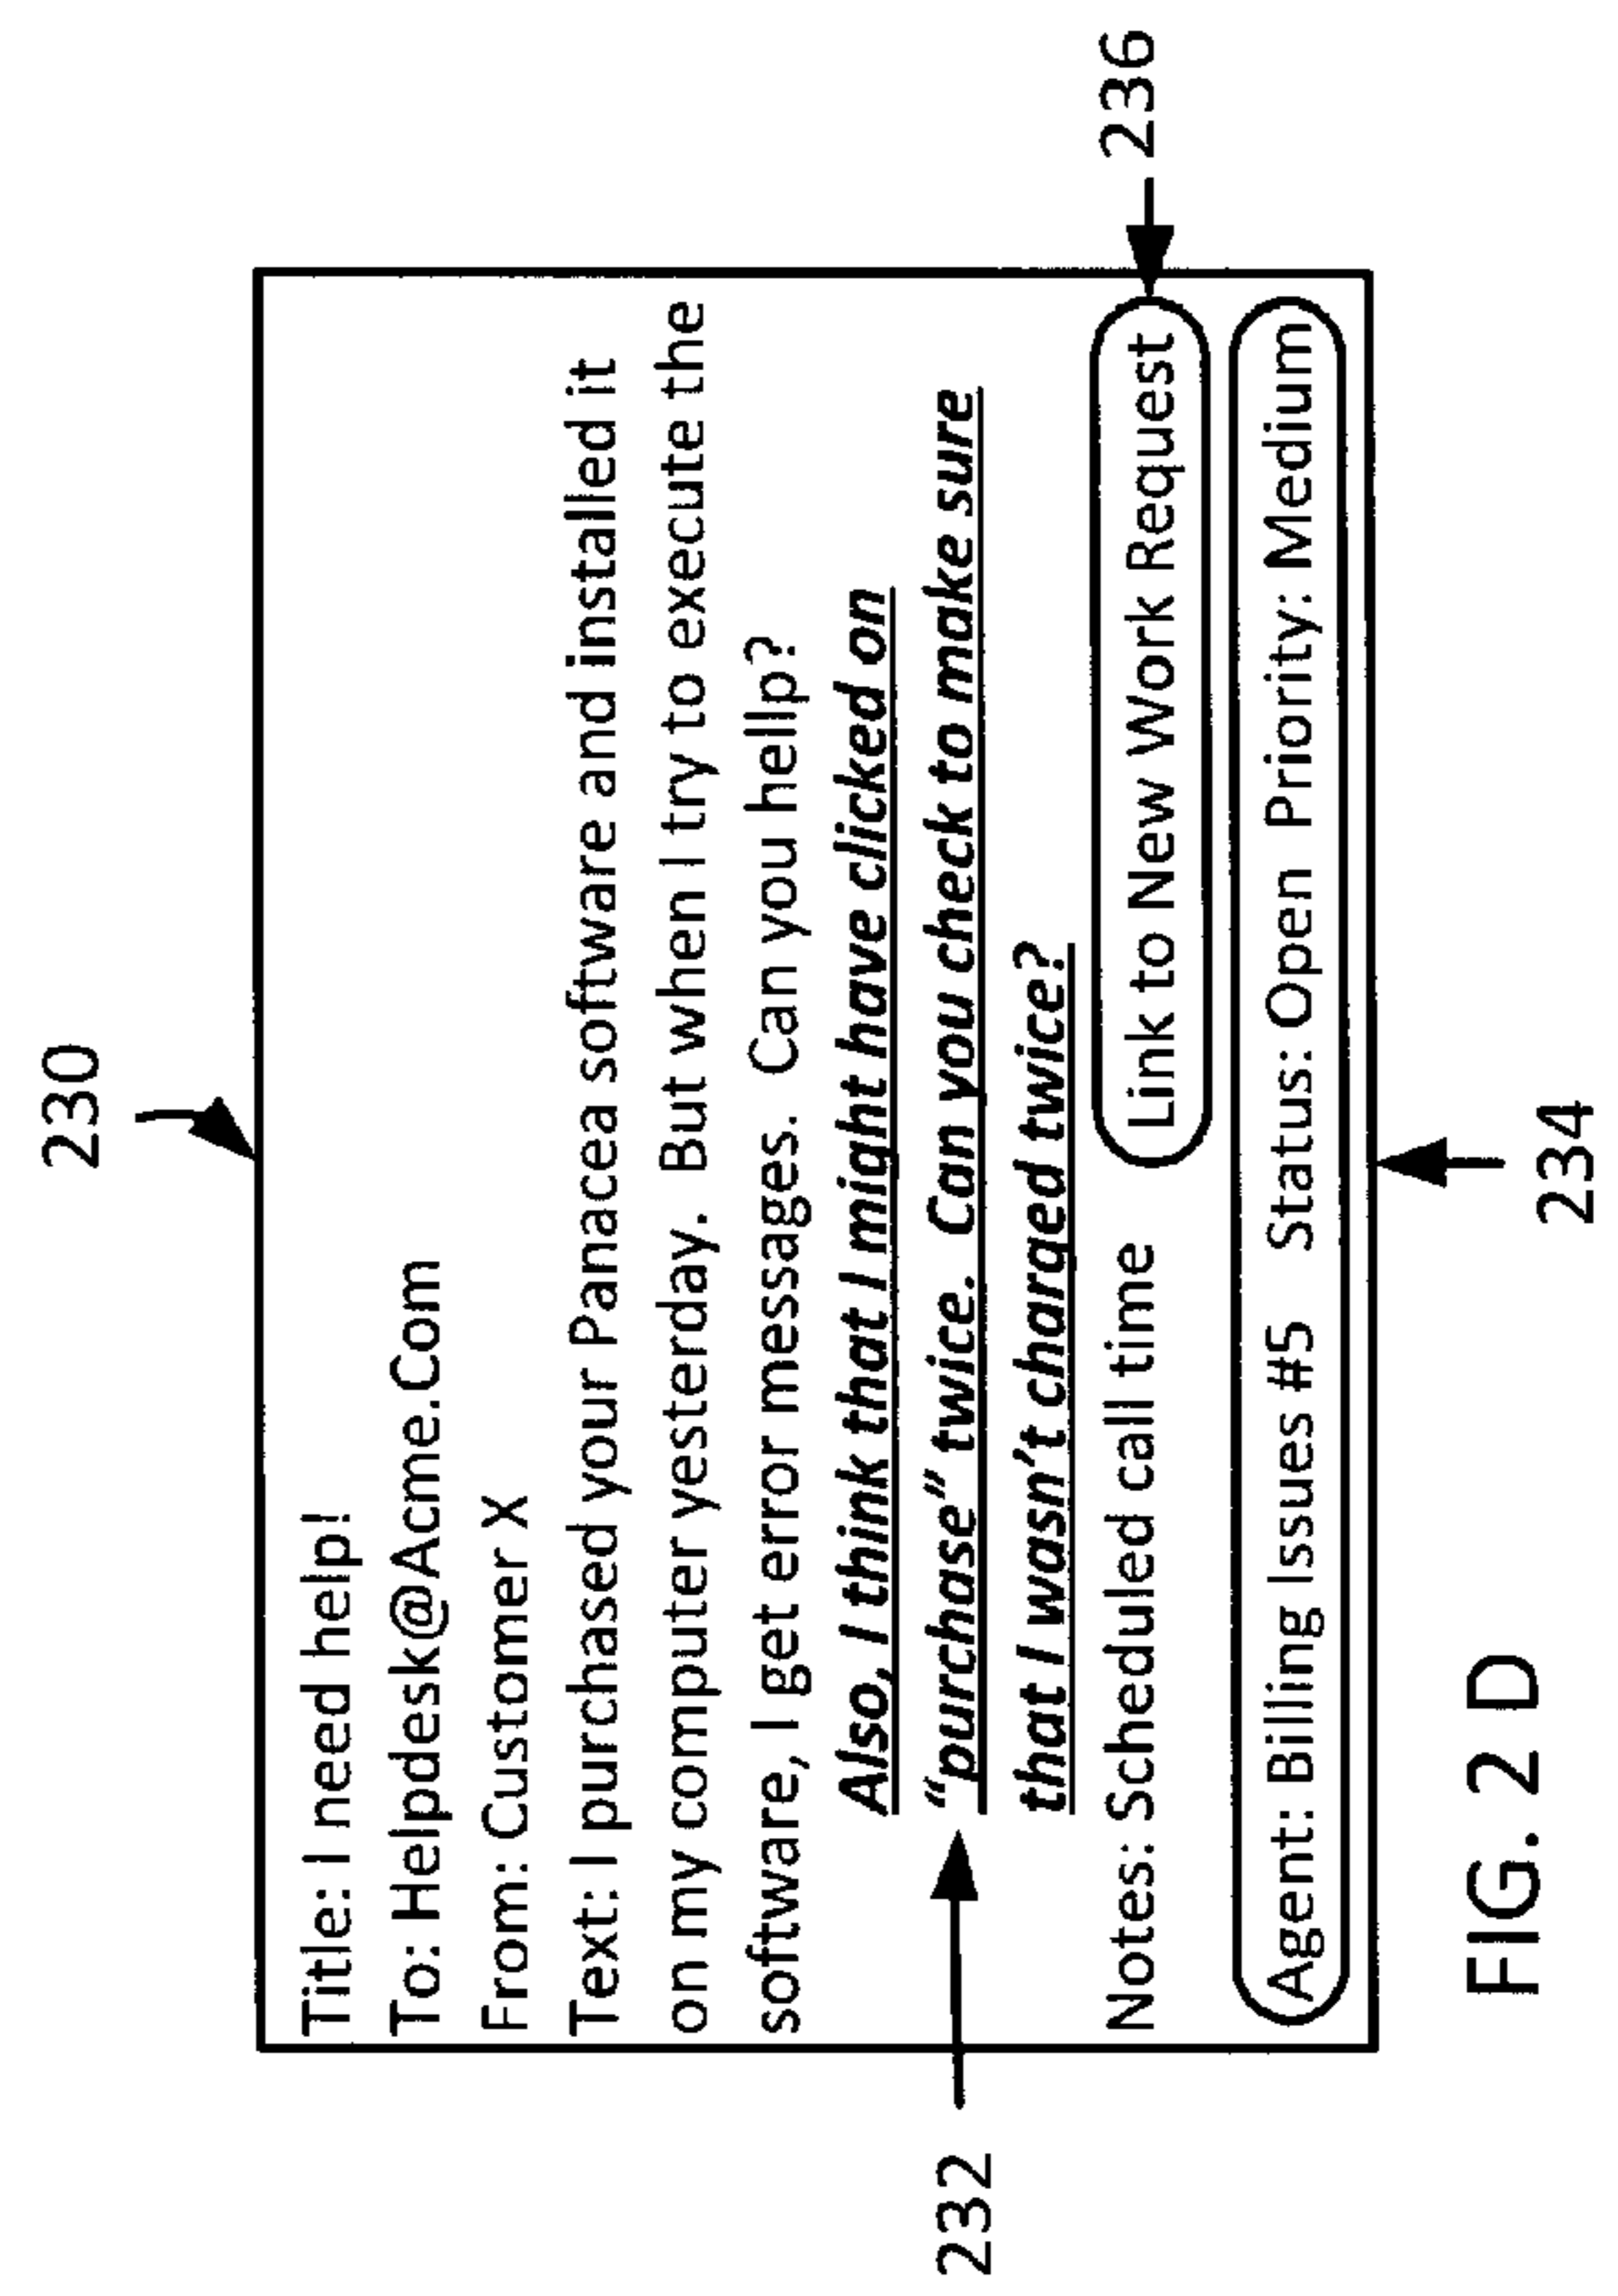 230
Title: I need help!
To: Helpdesk@Acme.Com
From: Customer X
Text: I purchased your Panacea software and installed it
on my computer yesterday. But when I try to execute the
software, I get error messages. Can you hellp?
Also, I think that I might have clicked on
“purchase” twice. Can you check to make sure
that I wasn’t charged twice?
232
Notes: Scheduled call time Link to New Work Request
236
Agent: Billing Issues #5 Status: Open Priority: Medium
234
FIG. 2 D